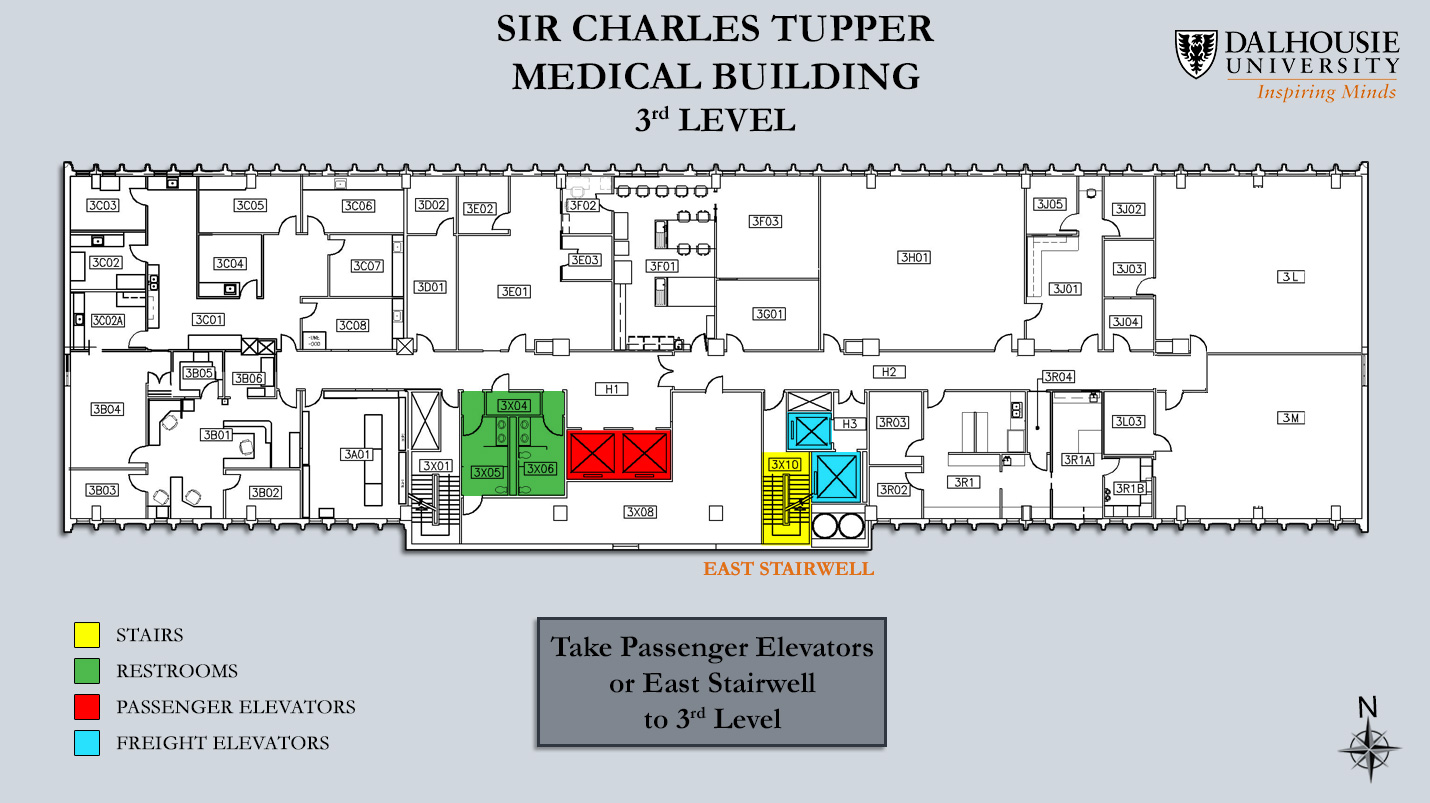 SIR CHARLES TUPPER
MEDICAL BUILDING
3rd LEVEL
DALHOUSIE
UNIVERSITY
Inspiring Minds
3C03
3C05
3C06
3D02
3E02
3F02
3F03
3J05
3J02
3C02
3C04
3C07
3E03
3F01
3H01
3J03
3L
3D01
3E01
3J01
3C02A
3C01
3C08
3G01
3J04
3B05
3B06
H1
H2
3R04
3B04
3X04
3M
3B01
3A01
3R03
H3
3L03
3X01
3X05
3X06
3X10
3R1A
3B03
3B02
3R02
3R1
3R1B
3X08
EAST STAIRWELL
STAIRS
RESTROOMS
PASSENGER ELEVATORS
FREIGHT ELEVATORS
Take Passenger Elevators
or East Stairwell
to 3rd Level
N